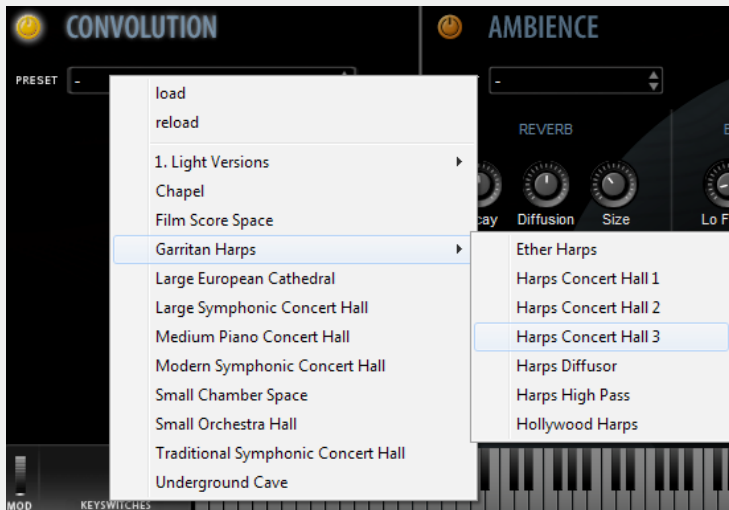 CONVOLUTION
AMBIENCE
PRESET -
-
load
reload
REVERB
1. Light Versions
Chapel
Film Score Space
Diffusion Size Lo F
Garritan Harps
Ether Harps
Large European Cathedral
Harps Concert Hall 1
Large Symphonic Concert Hall
Harps Concert Hall 2
Medium Piano Concert Hall
Harps Concert Hall 3
Modern Symphonic Concert Hall
Harps Diffusor
Small Chamber Space
Harps High Pass
Small Orchestra Hall
Hollywood Harps
Traditional Symphonic Concert Hall
Underground Cave
MOD KEYSWITCHES